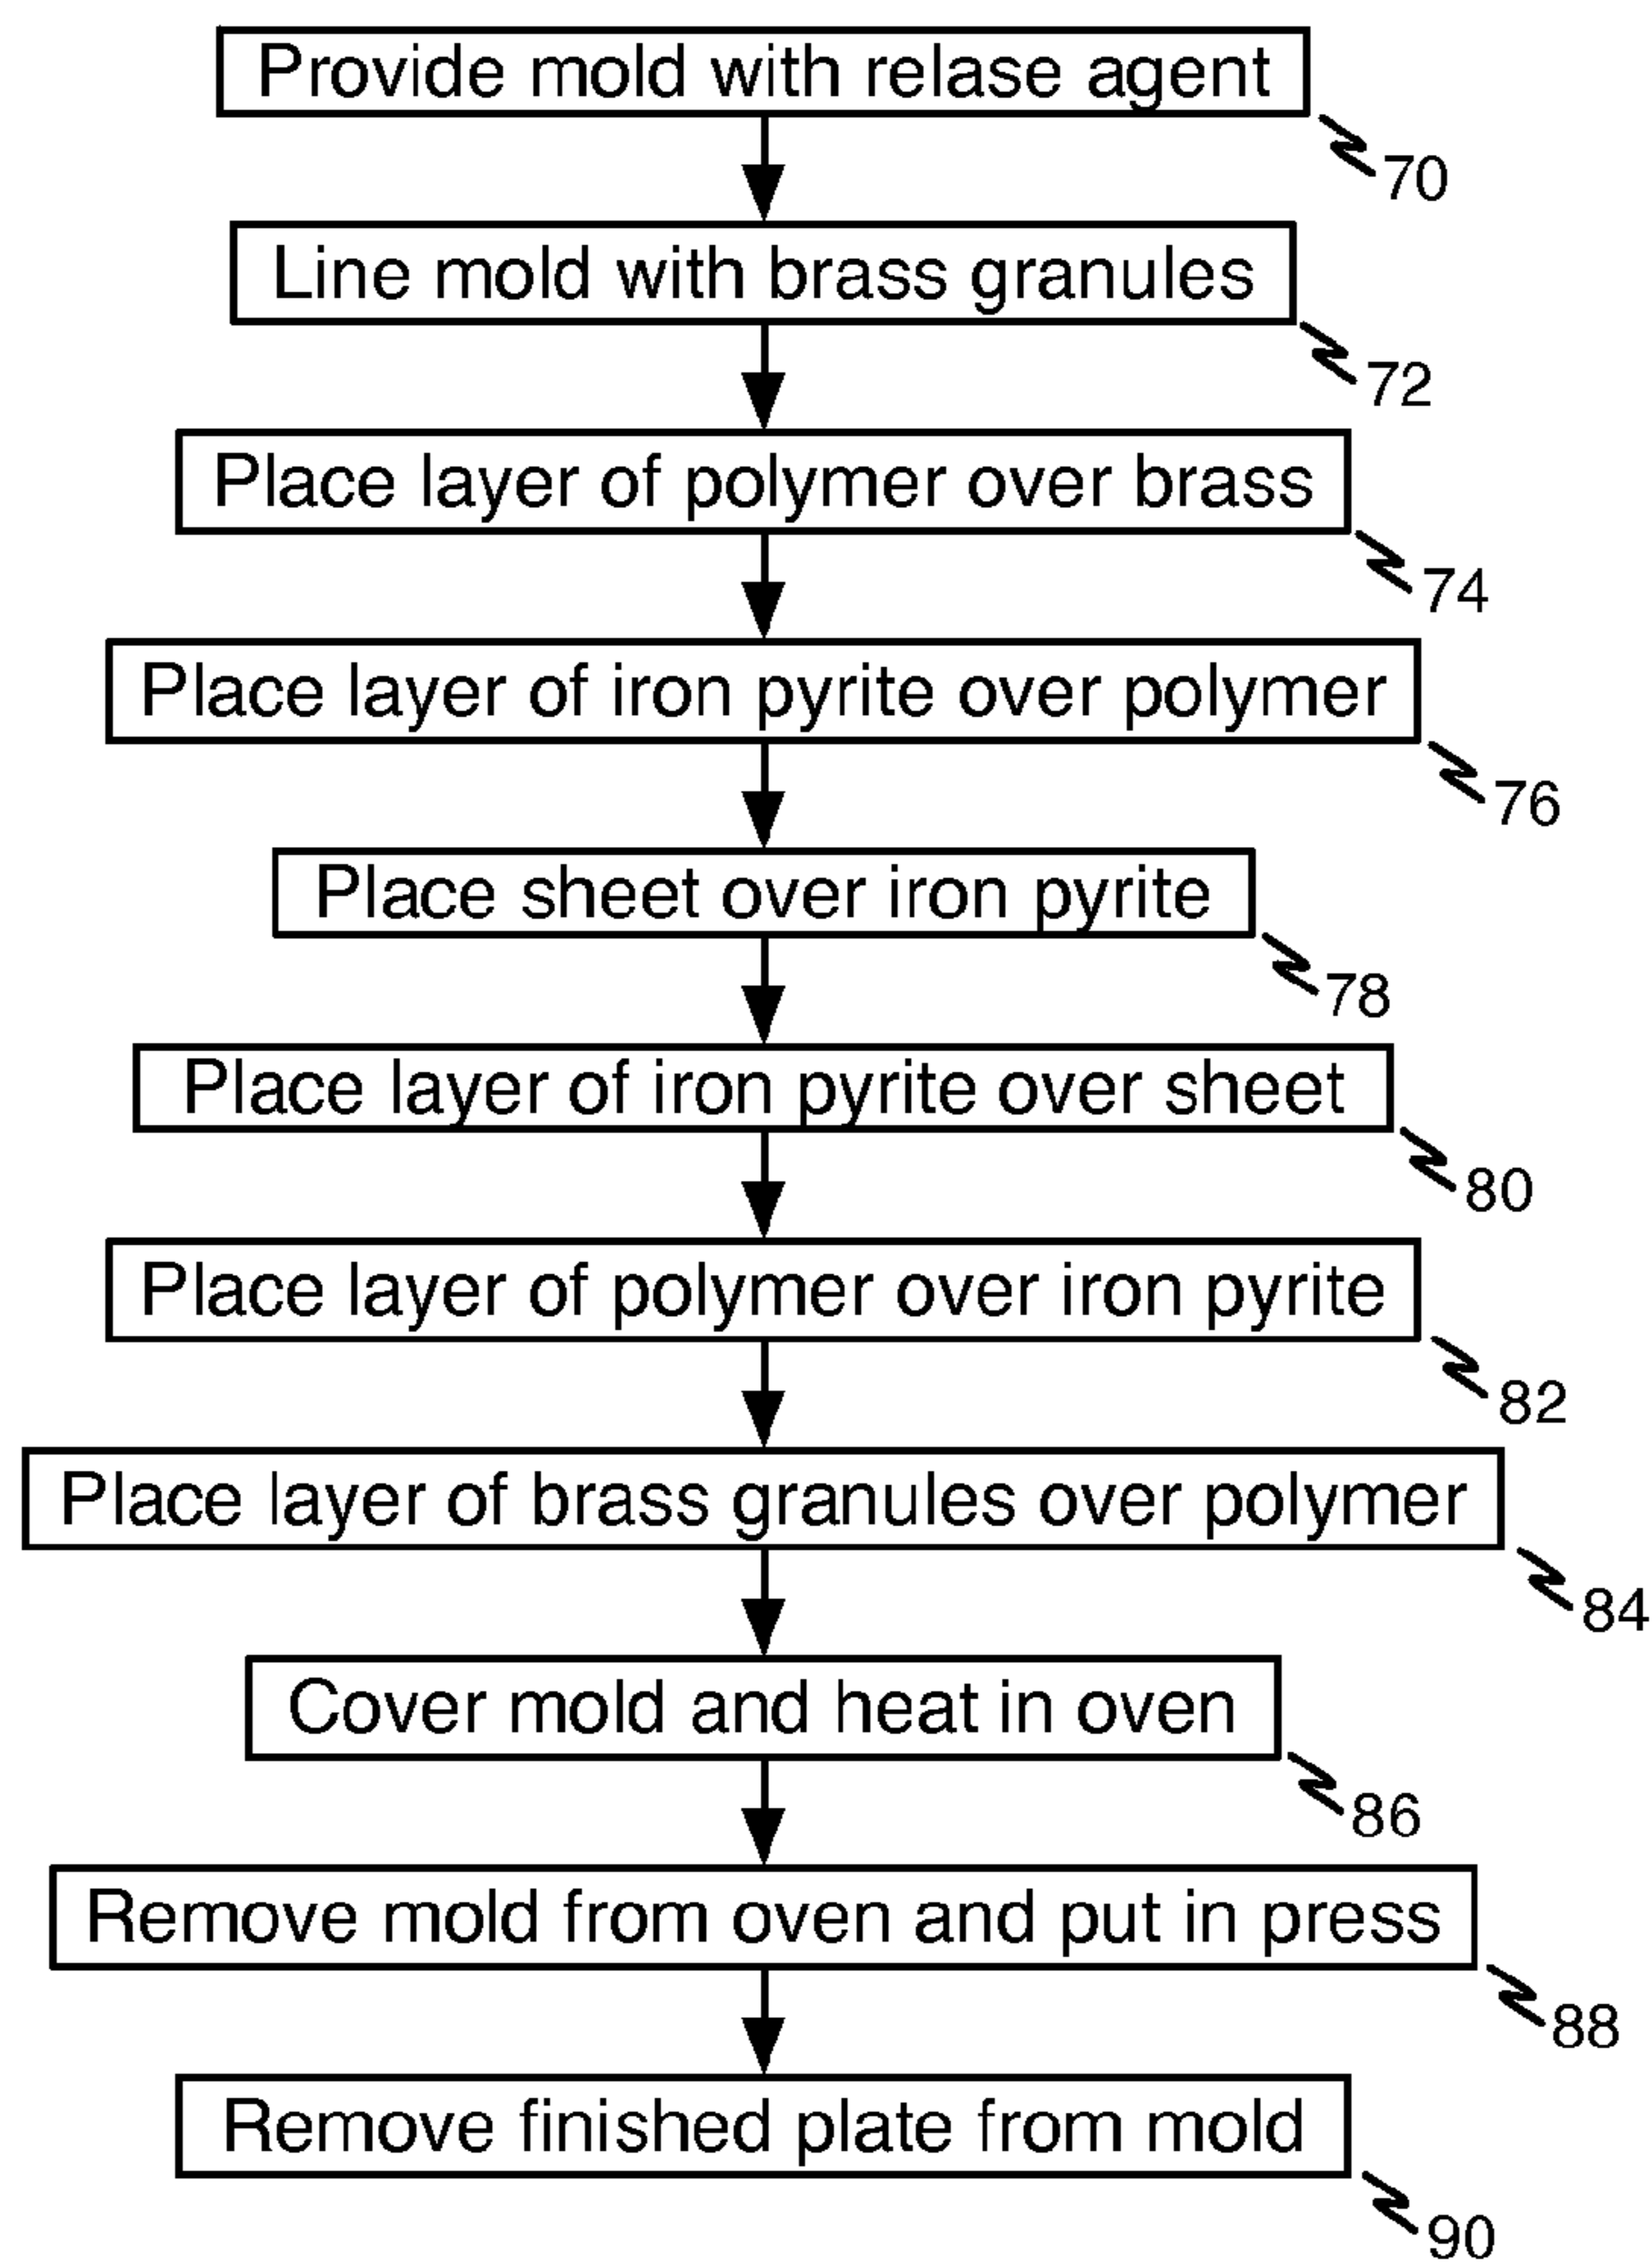 Provide mold with relase agent
70
Line mold with brass granules
72
Place layer of polymer over brass
74
Place layer of iron pyrite over polymer
76
Place sheet over iron pyrite
78
Place layer of iron pyrite over sheet
80
Place layer of polymer over iron pyrite
82
Place layer of brass granules over polymer
84
Cover mold and heat in oven
86
Remove mold from oven and put in press
88
Remove finished plate from mold
90